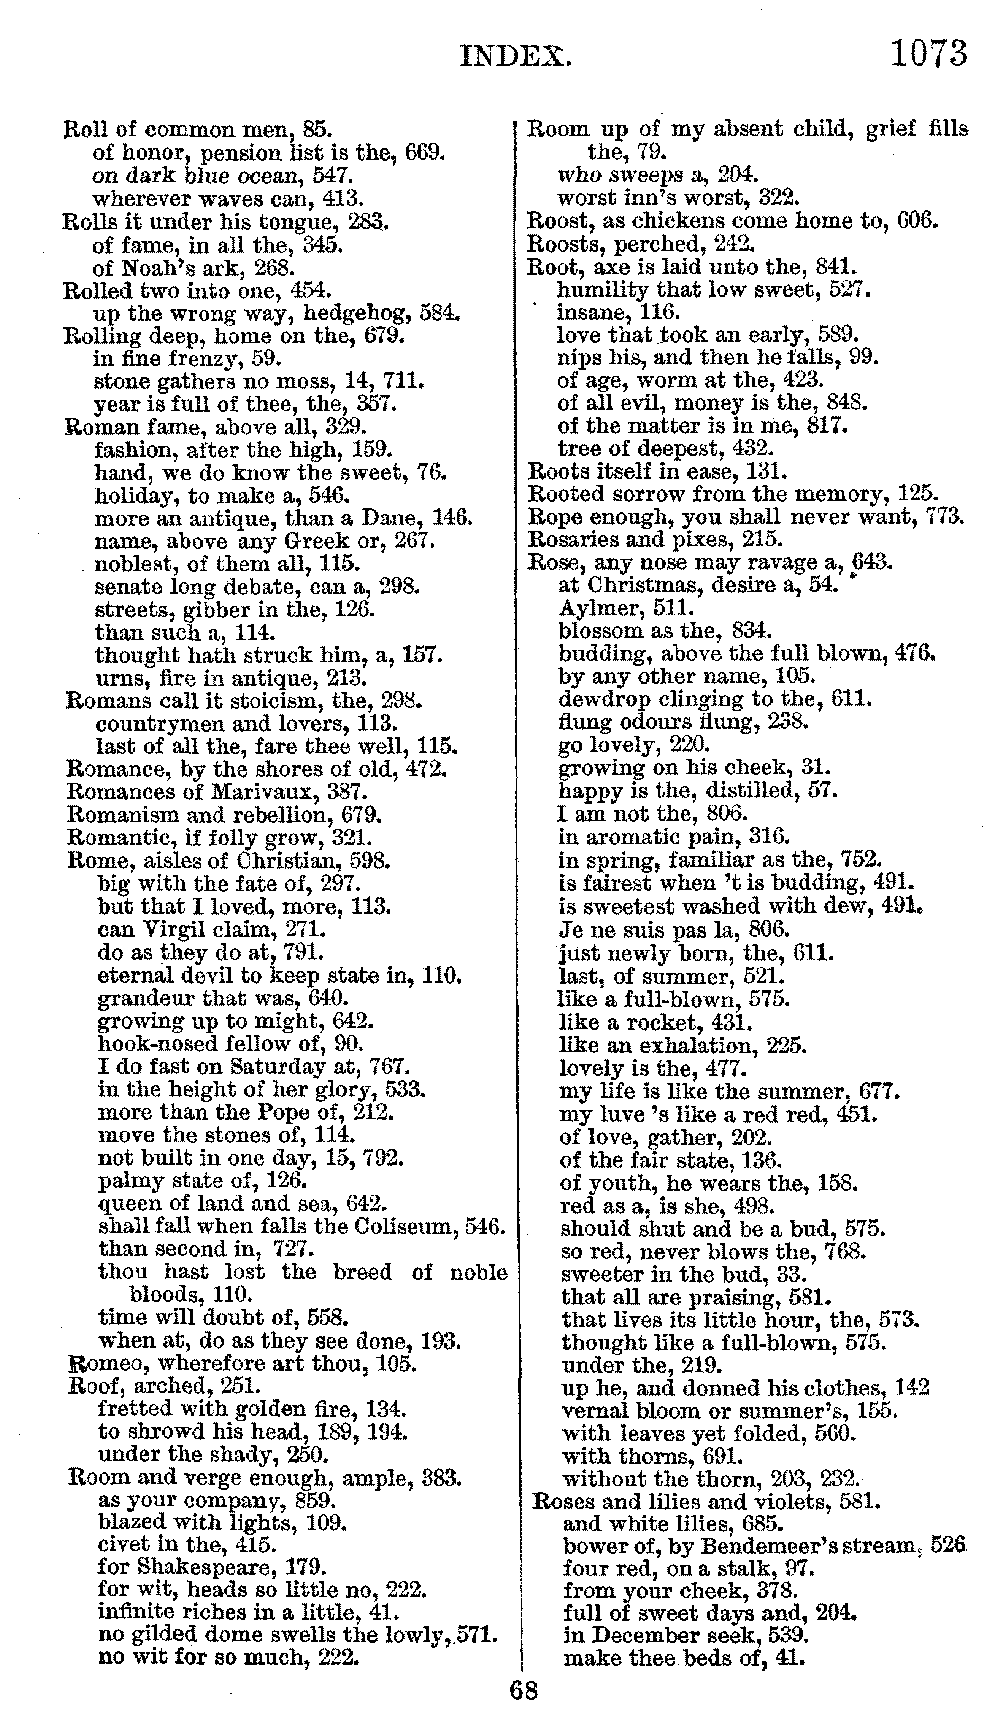 INDEX. 1073
Roll of common men, 85.
of honor, pension list is the, 669.
on dark blue ocean, 547.
wherever waves can, 413.
Rolls it under his tongue, 283.
of fame, in all the, 345.
of Noah's ark, 268.
Rolled two into one, 454.
up the wrong way, hedgehog, 584.
Rolling deep, home on the, 679.
in fine frenzy, 59.
stone gathers no moss, 14, 711.
year is full of thee, the, 357.
Roman fame, above all, 329.
fashion, after the high, 159.
hand, we do know the sweet, 76.
holiday, to make a, 546.
more an antique, than a Dane, 146.
name, above any Greek or, 267.
noblest, of them all, 115.
senate long debate, can a, 298.
streets, gibber in the, 126.
than such a, 114.
thought hath struck him, a, 157.
urns, fire in antique, 213.
Romans call it stoicism, the, 298.
countrymen and lovers, 113.
last of all the, fare thee well, 115.
Romance, by the shores of old, 472.
Romances of Marivaux, 387.
Romanism and rebellion, 679.
Romantic, if folly grow, 321.
Rome, aisles of Christian, 598.
big with the fate of, 297.
but that I loved, more, 113.
can Virgil claim, 271.
do as they do at, 791.
eternal devil to keep state in, 110.
grandeur that was, 640.
growing up to might, 642.
hook-nosed fellow of, 90.
I do fast on Saturday at, 767.
in the height of her glory, 533.
more than the Pope of, 212.
move the stones of, 114.
not built in one day, 15, 792.
palmy state of, 126.
queen of land and sea, 642.
shall fall when falls the Coliseum, 546.
than second in, 727.
thou hast lost the breed of noble
bloods, 110.
time will doubt of, 558.
when at, do as they see done, 193.
Romeo, wherefore art thou, 105.
Roof, arched, 251.
fretted with golden fire, 134.
to shrowd his head, 189, 194.
under the shady, 250.
Room and verge enough, ample, 383.
as your company, 859.
blazed with lights, 109.
civet in the, 415.
for Shakespeare, 179.
for wit, heads so little no, 222.
infinite riches in a little, 41.
no gilded dome swells the lowly, 571.
no wit for so much, 222.
Room up of my absent child, grief fills
the, 79.
who sweeps a, 204.
worst inn's worst, 322.
Roost, as chickens come home to, 606.
Roosts, perched, 242.
Root, axe is laid unto the, 841.
humility that low sweet, 527.
insane, 116.
love that took an early, 589.
nips his, and then he falls, 99.
of age, worm at the, 423.
of all evil, money is the, 848.
of the matter is in me, 817.
tree of deepest, 432.
Roots itself in ease, 131.
Rooted sorrow from the memory, 125.
Rope enough, you shall never want, 773.
Rosaries and pixes, 215.
Rose, any nose may ravage a, 643.
at Christmas, desire a, 54.
Aylmer, 511.
blossom as the, 834.
budding, above the full blown, 476.
by any other name, 105.
dewdrop clinging to the, 611.
flung odours flung, 238.
go lovely, 220.
growing on his cheek, 31.
happy is the, distilled, 57.
I am not the, 806.
in aromatic pain, 316.
in spring, familiar as the, 752.
is fairest when 't is budding, 491.
is sweetest washed with dew, 491.
Je ne suis pas la, 806.
just newly born, the, 611.
last, of summer, 521.
like a full-blown, 575.
like a rocket, 431.
like an exhalation, 225.
lovely is the, 477.
my life is like the summer, 677.
my luve 's like a red red, 451.
of love, gather, 202.
of the fair state, 136.
of youth, he wears the, 158.
red as a, is she, 498.
should shut and be a bud, 575.
so red, never blows the, 768.
sweeter in the bud, 33.
that all are praising, 581.
that lives its little hour, the, 573.
thought like a full-blown, 575.
under the, 219.
up he, and donned his clothes, 142
vernal bloom or summer's, 155.
with leaves yet folded, 560.
with thorns, 691.
without the thorn, 203, 232.
Roses and lilies and violets, 581.
and white lilies, 685.
bower of, by Bendemeer's stream, 526
four red, on a stalk, 97.
from your cheek, 378.
full of sweet days and, 204.
in December seek, 539.
make thee beds of, 41.
68